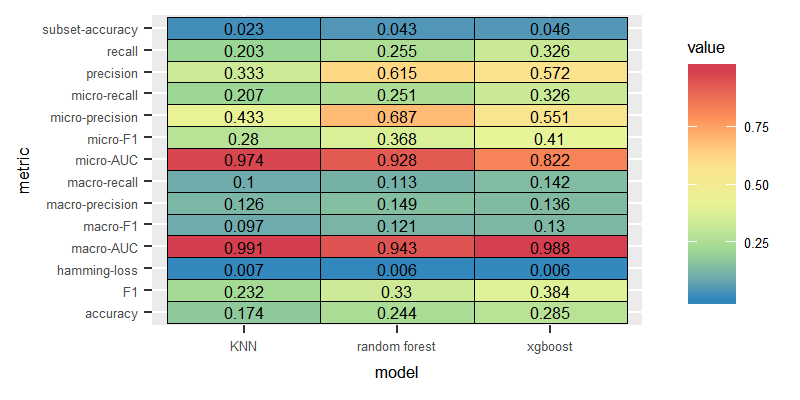 subset-accuracy 0.023 0.043 0.046
recall 0.203 0.255 0.326
precision 0.333 0.615 0.572
micro-recall 0.207 0.251 0.326
micro-precision 0.433 0.687 0.551
micro-F1 0.28 0.368 0.41
micro-AUC 0.974 0.928 0.822
macro-recall 0.1 0.113 0.142
macro-precision 0.126 0.149 0.136
macro-F1 0.097 0.121 0.13
macro-AUC 0.991 0.943 0.988
hamming-loss 0.007 0.006 0.006
F1 0.232 0.33 0.384
accuracy 0.174 0.244 0.285
KNN random forest xgboost
model
metric
value
0.75
0.50
0.25